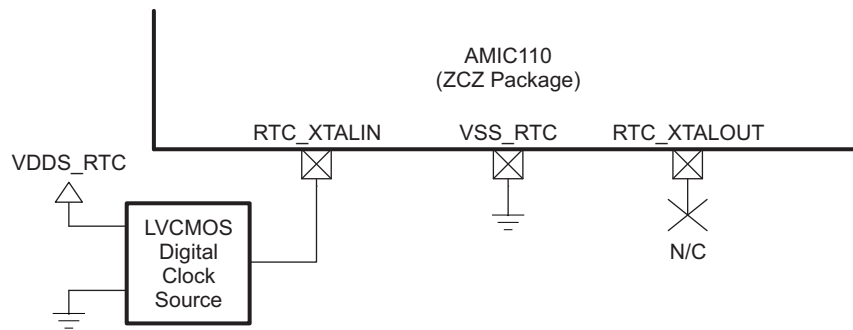 AMIC110
(ZCZ Package)
RTC_XTALIN
VSS_RTC
RTC_XTALOUT
VDDS_RTC
LVCMOS
Digital
Clock
Source
N/C